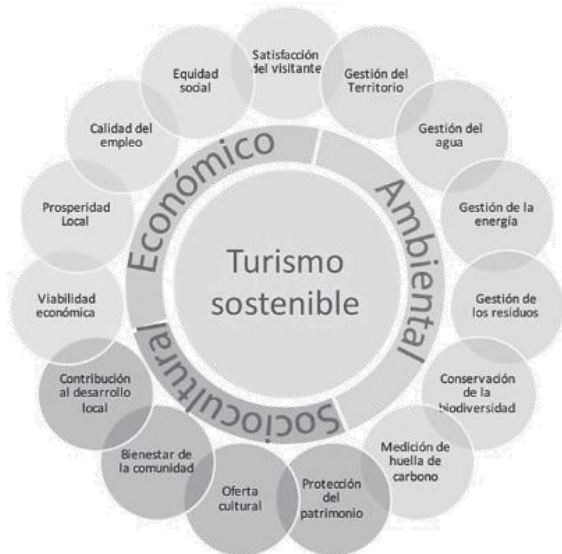 Satisfacción
del visitante
Gestión del
Territorio
Gestión del
agua
Gestión de la
energía
Gestión de
los residuos
Conservación
de la
biodiversidad
Medición de
huella de
carbono
Protección
del
patrimonio
Oferta
cultural
Bienestar de
la comunidad
Contribución
al desarrollo
local
Viabilidad
económica
Prosperidad
Local
Calidad del
empleo
Equidad
social
Económico
Ambiental
Sociocultural
Turismo
sostenible